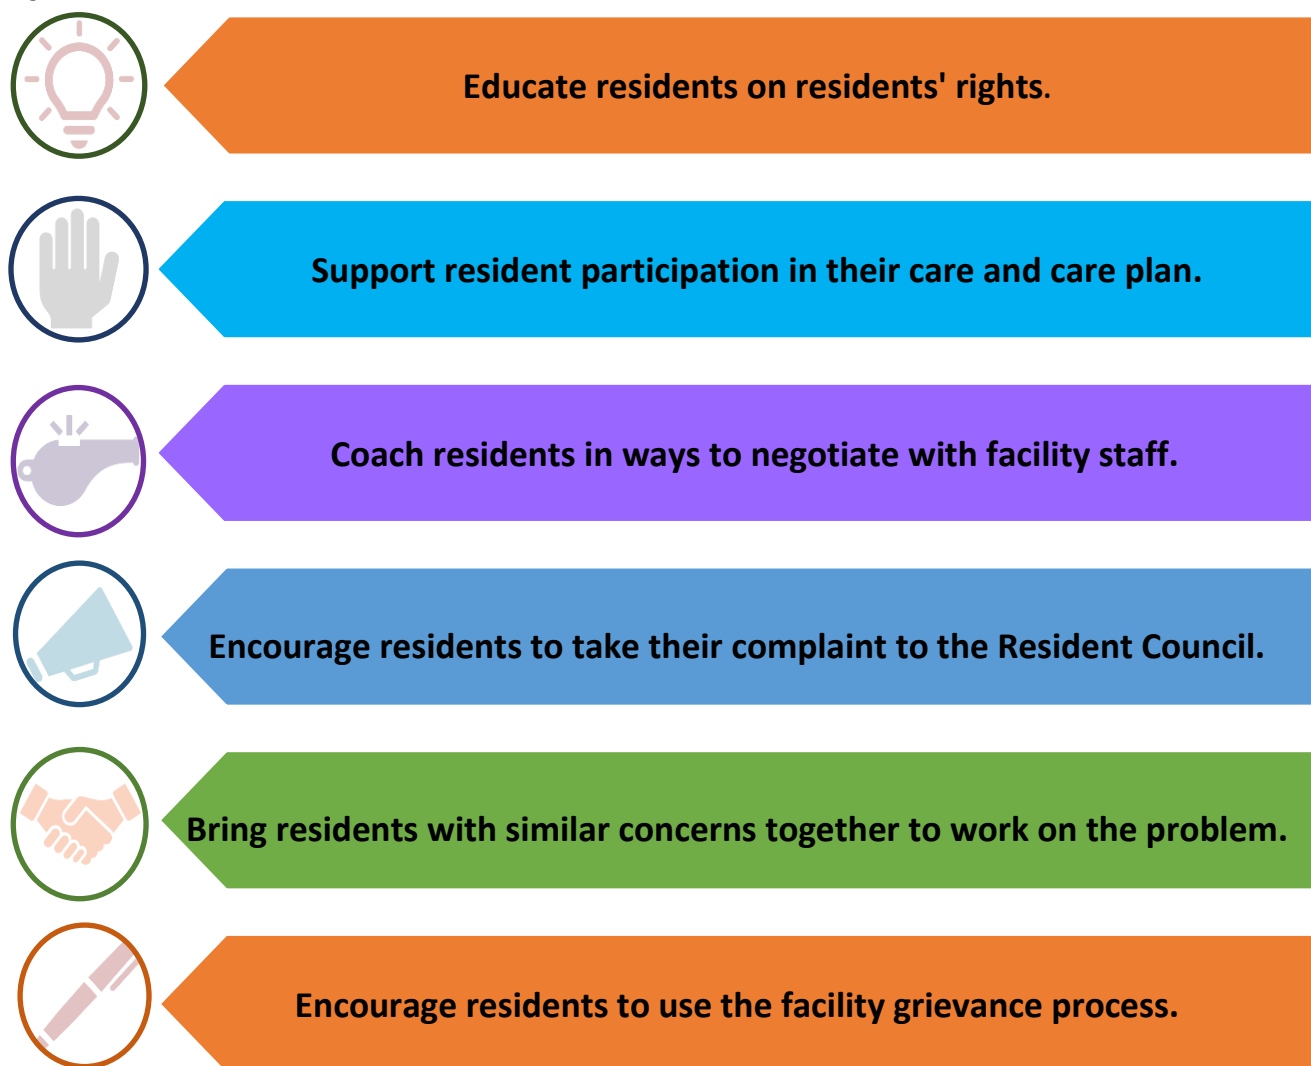 Educate residents on residents' rights.
Support resident participation in their care and care plan.
Coach residents in ways to negotiate with facility staff.
Encourage residents to take their complaint to the Resident Council.
Bring residents with similar concerns together to work on the problem.
Encourage residents to use the facility grievance process.